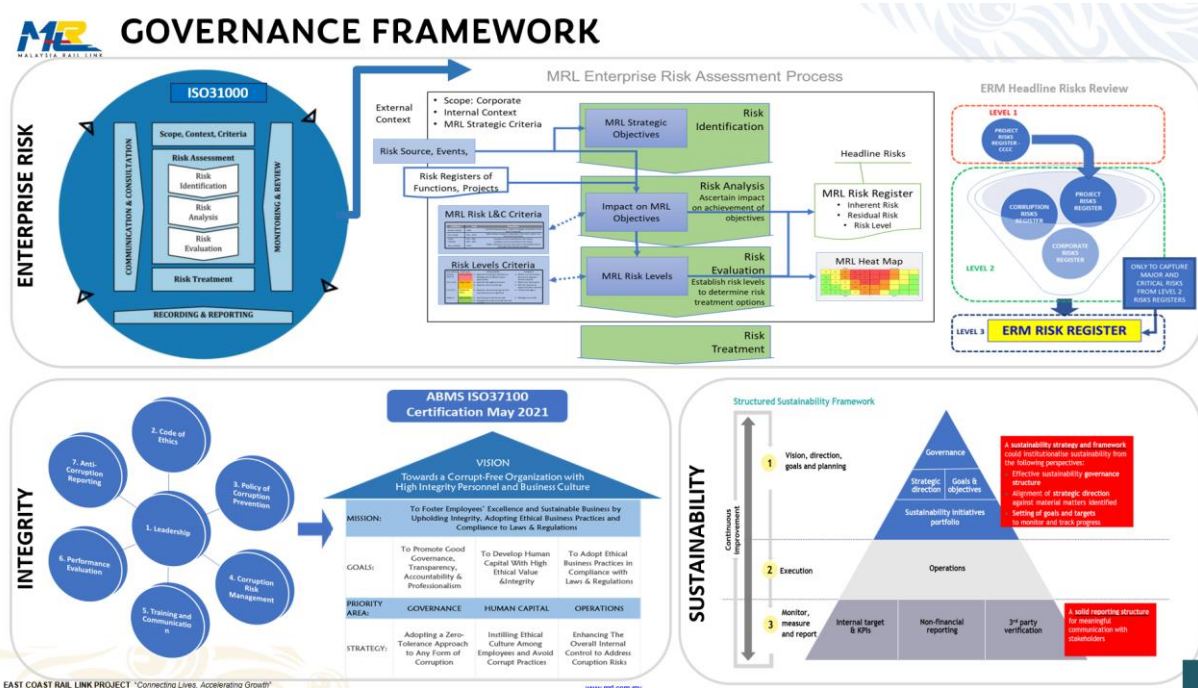 MRL
MALAYSIA RAIL LINK
GOVERNANCE FRAMEWORK
ENTERPRISE RISK
ISO31000
Scope, Context, Criteria
COMMUNICATION & CONSULTATION
Risk Assessment
Risk
Identification
Risk
Analysis
Risk
Evaluation
MONITORING & REVIEW
Risk Treatment
RECORDING & REPORTING
MRL Enterprise Risk Assessment Process
External
Context
• Scope: Corporate
• Internal Context
• MRL Strategic Criteria
Risk Source, Events,
Risk Registers of
Functions, Projects
MRL Risk L&C Criteria
Risk Levels Criteria
MRL Strategic
Objectives
Risk
Identification
Impact on MRL
Objectives
Risk Analysis
Ascertain impact
on achievement of
objectives
MRL Risk Levels
Risk
Evaluation
Establish risk levels
to determine risk
treatment options
Risk
Treatment
Headline Risks
MRL Risk Register
• Inherent Risk
• Residual Risk
• Risk Level
MRL Heat Map
ERM Headline Risks Review
LEVEL 1
PROJECT
RISKS
REGISTER -
CCCC
LEVEL 2
CORRUPTION
RISKS
REGISTER
PROJECT
RISKS
REGISTER
CORPORATE
RISKS
REGISTER
ONLY TO CAPTURE
MAJOR AND
CRITICAL RISKS
FROM LEVEL 2
RISKS REGISTERS
LEVEL 3
ERM RISK REGISTER
INTEGRITY
1. Leadership
2. Code of
Ethics
3. Policy of
Corruption
Prevention
4. Corruption
Risk
Management
5. Training and
Communicatio
n
6. Performance
Evaluation
7. Anti-
Corruption
Reporting
ABMS ISO37100
Certification May 2021
VISION
Towards a Corrupt-Free Organization with
High Integrity Personnel and Business Culture
MISSION:
To Foster Employees' Excellence and Sustainable Business by
Upholding Integrity, Adopting Ethical Business Practices and
Compliance to Laws & Regulations
GOALS:
To Promote Good
Governance,
Transparency,
Accountability &
Professionalism
To Develop Human
Capital With High
Ethical Value
&Integrity
To Adopt Ethical
Business Practices in
Compliance with
Laws & Regulations
PRIORITY
AREA:
GOVERNANCE
HUMAN CAPITAL
OPERATIONS
STRATEGY:
Adopting a Zero-
Tolerance Approach
to Any Form of
Corruption
Instilling Ethical
Culture Among
Employees and Avoid
Corrupt Practices
Enhancing The
Overall Internal
Control to Address
Coruption Risks
SUSTAINABILITY
Structured Sustainability Framework
Continuous
improvement
1
Vision, direction,
goals and planning
2
Execution
3
Monitor,
measure
and report
Governance
Strategic
direction
Goals &
objectives
Sustainability initiatives
portfolio
Operations
Internal target
& KPIs
Non-financial
reporting
3rd party
verification
A sustainability strategy and framework
could institutionalise sustainability from
the following perspectives:
- Effective sustainability governance
structure
- Alignment of strategic direction
against material matters identified
- Setting of goals and targets
to monitor and track progress
A solid reporting structure
for meaningful
communication with
stakeholders
EAST COAST RAIL LINK PROJECT "Connecting Lives, Accelerating Growth"
www.mrl.com.my